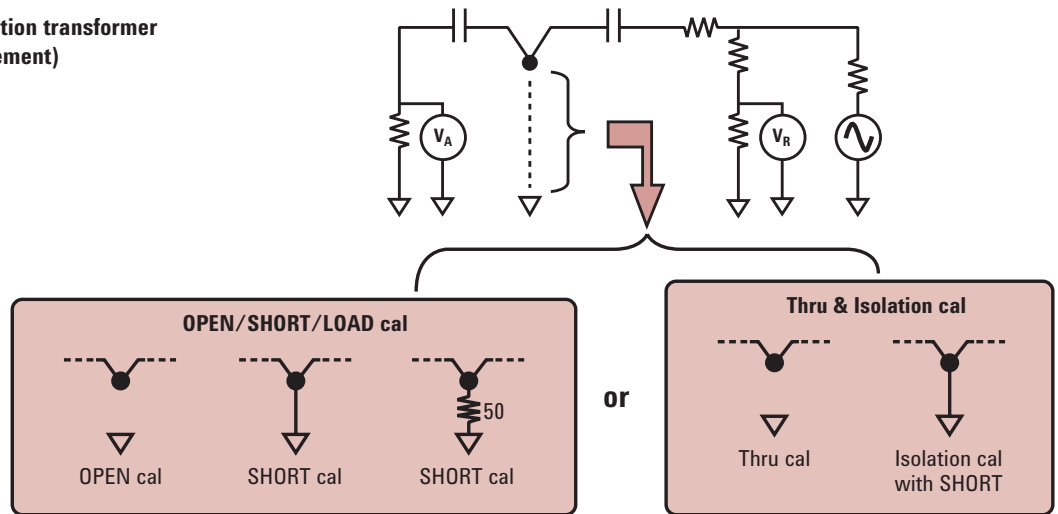 tion transformer
ement)
VA
VR
OPEN/SHORT/LOAD cal
50
OPEN cal
SHORT cal
SHORT cal
or
Thru & Isolation cal
Thru cal
Isolation cal
with SHORT